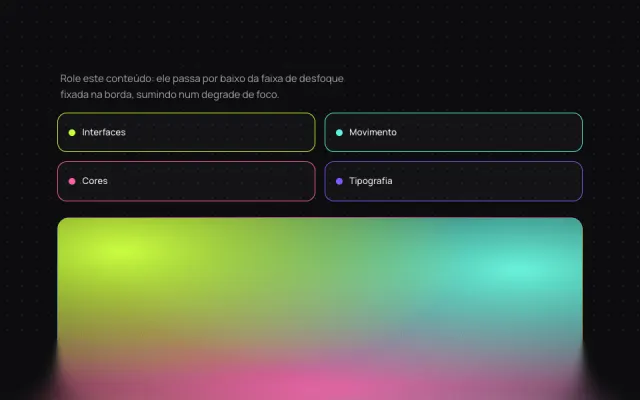 Role este conteúdo: ele passa por baixo da faixa de desfoque
fixada na borda, sumindo num degrade de foco.
Interfaces
Movimento
Cores
Tipografia